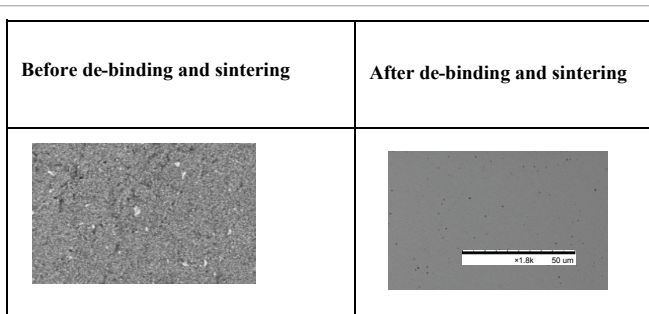 Before de-binding and sintering
After de-binding and sintering
×1.8k 50 um